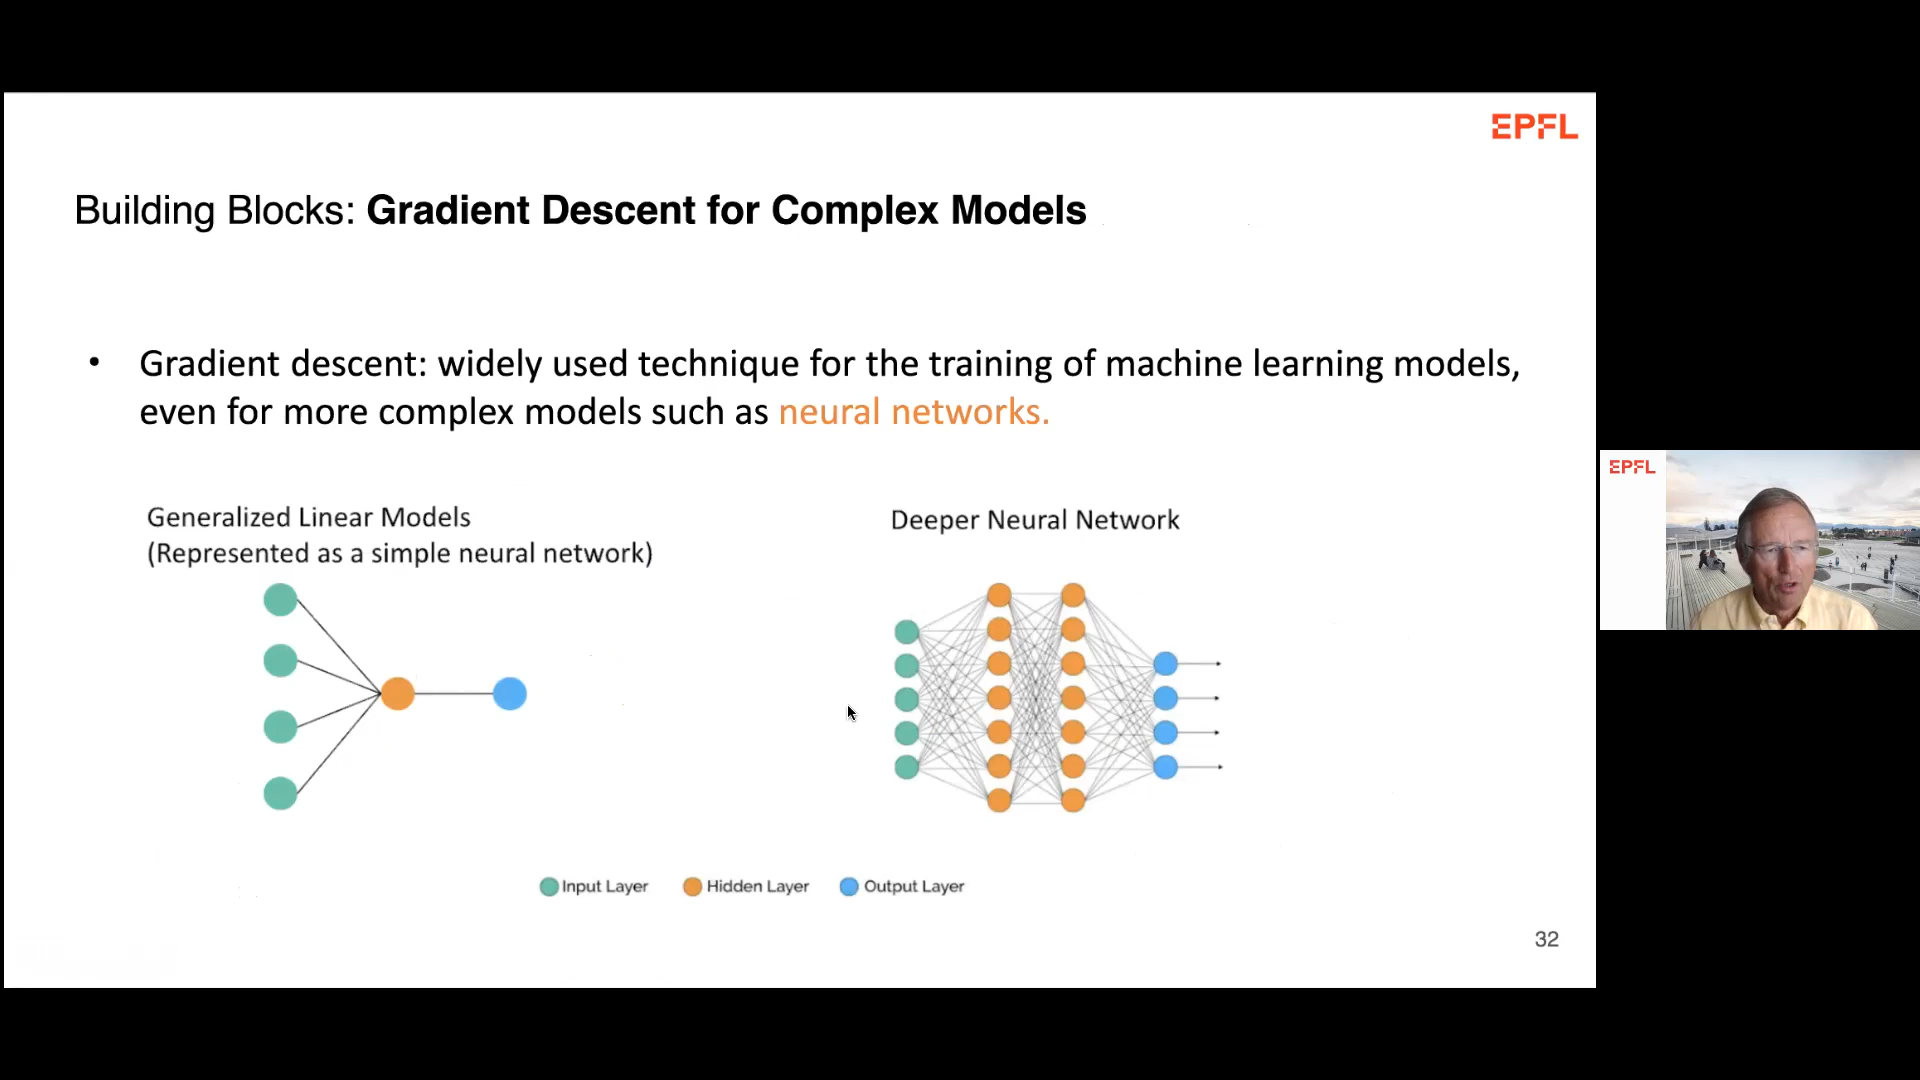 EPFL
Building Blocks: Gradient Descent for Complex Models
• Gradient descent: widely used technique for the training of machine learning models,
even for more complex models such as neural networks.
Generalized Linear Models
(Represented as a simple neural network)
Deeper Neural Network
Input Layer
Hidden Layer
Output Layer
32
EPFL